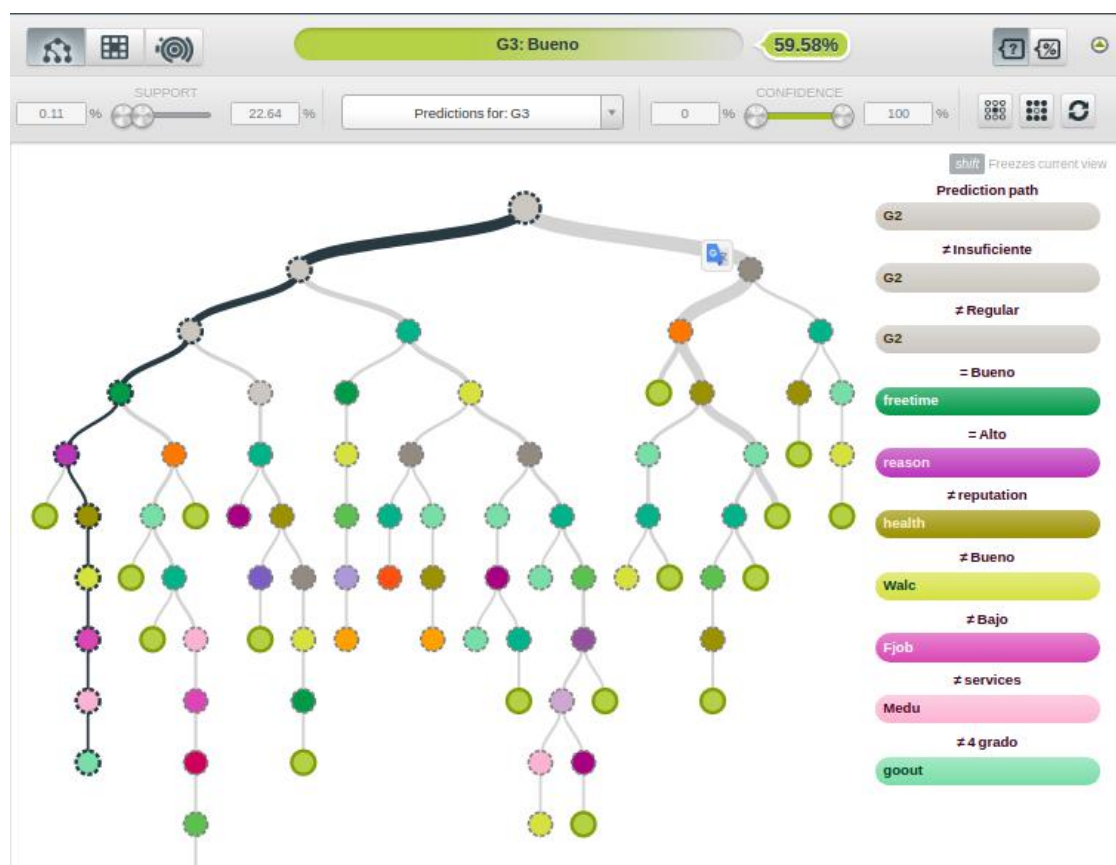 G3: Bueno
59.58%
SUPPORT
0.11 %
22.64 %
Predictions for: G3
CONFIDENCE
0 %
100 %
shift Freezes current view
Prediction path
G2
≠ Insuficiente
G2
≠ Regular
G2
= Bueno
freetime
= Alto
reason
≠ reputation
health
≠ Bueno
Walc
≠ Bajo
Fjob
≠ services
Medu
≠ 4 grado
goout